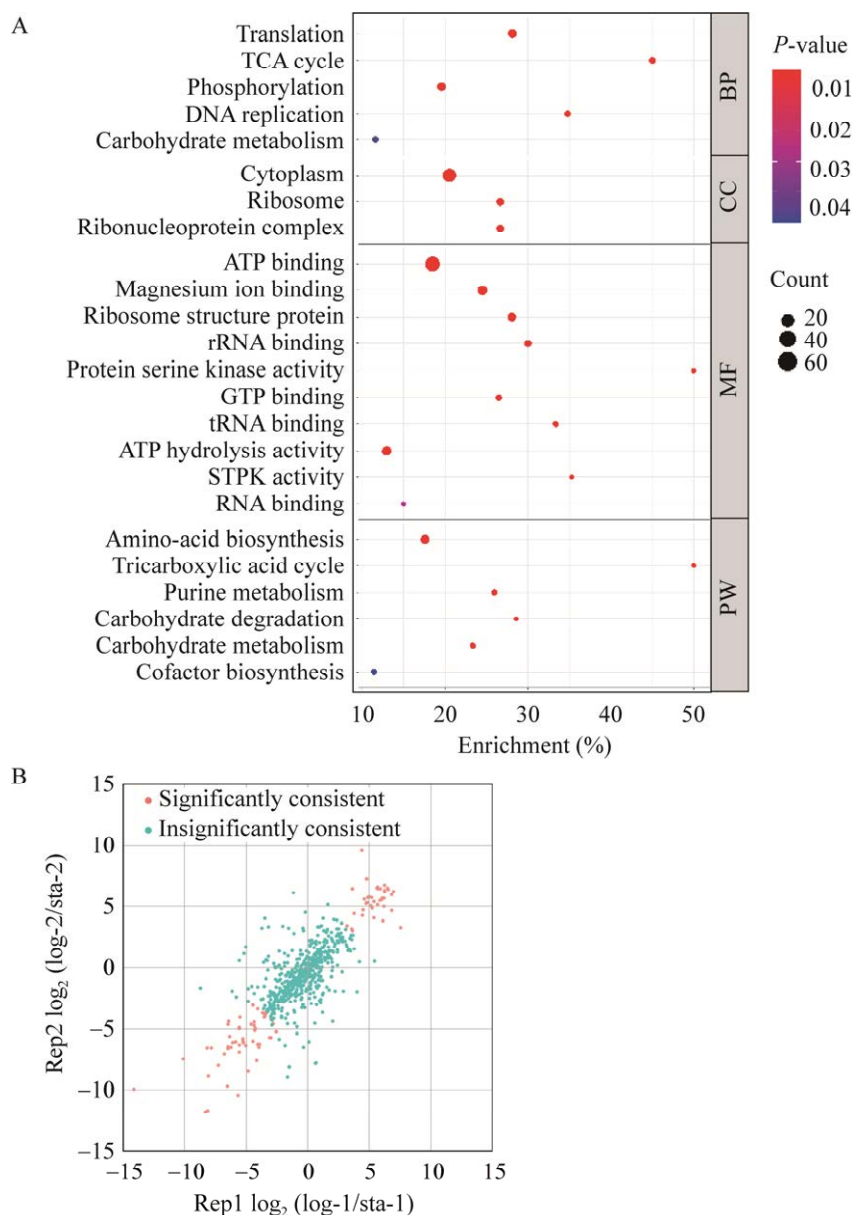 A
Translation
TCA cycle
Phosphorylation
DNA replication
Carbohydrate metabolism
BP
Cytoplasm
Ribosome
Ribonucleoprotein complex
CC
ATP binding
Magnesium ion binding
Ribosome structure protein
rRNA binding
Protein serine kinase activity
GTP binding
tRNA binding
ATP hydrolysis activity
STPK activity
RNA binding
MF
Amino-acid biosynthesis
Tricarboxylic acid cycle
Purine metabolism
Carbohydrate degradation
Carbohydrate metabolism
Cofactor biosynthesis
PW
10 20 30 40 50
Enrichment (%)
P-value
0.01
0.02
0.03
0.04
Count
20
40
60
B
Significantly consistent
Insignificantly consistent
15
10
5
0
−5
−10
−15
Rep2 log₂ (log-2/sta-2)
−15 −10 −5 0 5 10 15
Rep1 log₂ (log-1/sta-1)